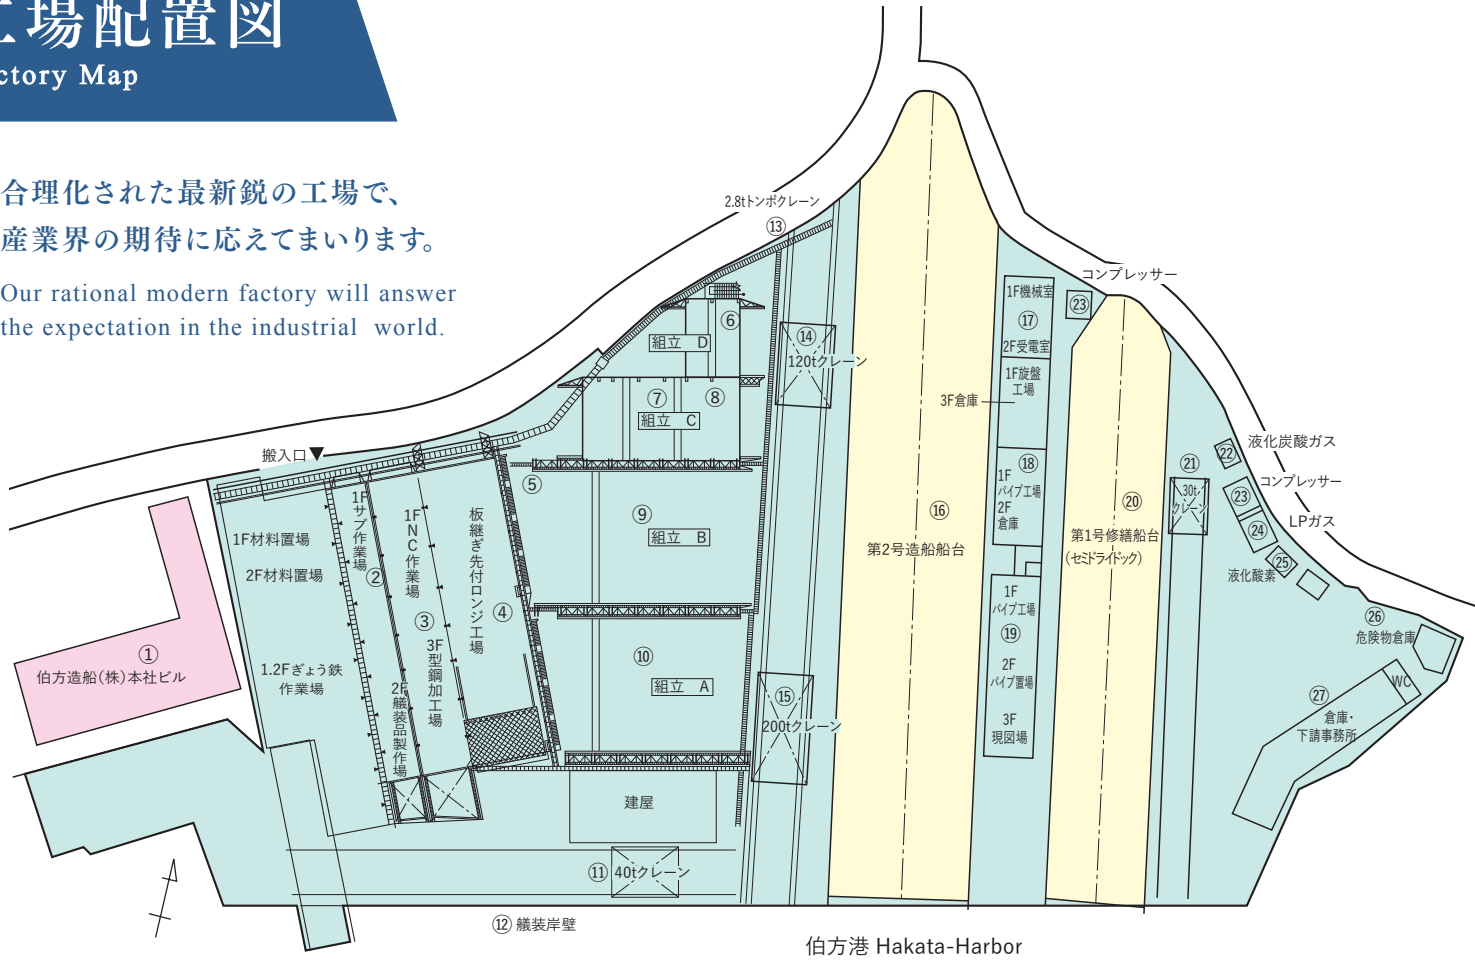 工場配置図
ctory Map
合理化された最新鋭の工場で、
産業界の期待に応えてまいります。
Our rational modern factory will answer
the expectation in the industrial world.
2.8tトンボクレーン
⑬
コンプレッサー
㉓
1F機械室
⑰
2F受電室
1F旋盤
工場
3F倉庫
⑥
組立 D
⑭
120tクレーン
⑦
⑧
組立 C
搬入口▼
⑤
⑨
組立 B
⑯
第2号造船船台
⑱
1F
パイプ工場
2F
倉庫
⑳
第1号修繕船台
(セミドライドック)
㉑
30t
クレーン
㉒
液化炭酸ガス
㉓
コンプレッサー
㉔
LPガス
㉕
液化酸素
㉖
危険物倉庫
WC
㉗
倉庫・
下請事務所
1F材料置場
2F材料置場
1Fサブ作業場
②
1FNC作業場
③
板継ぎ先付ロンジ工場
④
3F型鋼加工場
2F艤装品製作場
1.2Fぎょう鉄
作業場
①
伯方造船(株)本社ビル
⑩
組立 A
⑮
200tクレーン
1F
パイプ工場
⑲
2F
パイプ置場
3F
現図場
建屋
⑪ 40tクレーン
⑫ 艤装岸壁
伯方港 Hakata-Harbor